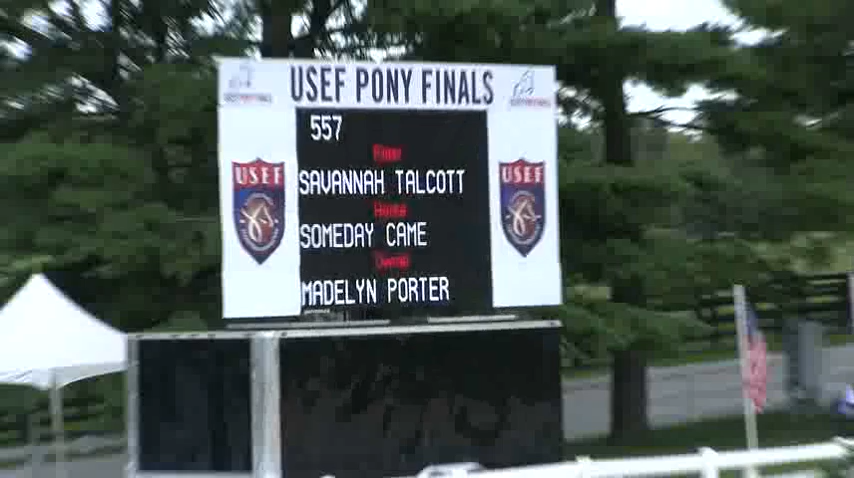 USEF PONY FINALS
557
Rider
SAVANNAH TALCOTT
Horse
SOMEDAY CAME
Owner
MADELYN PORTER
USEF
USEF